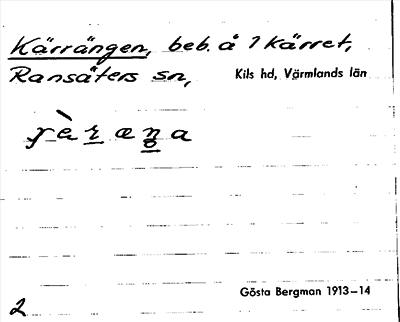 Kärrängen, beb. å 1 Kärret,
Ransäters sn, Kils hd, Värmlands län
Gösta Bergman 1913–14
2